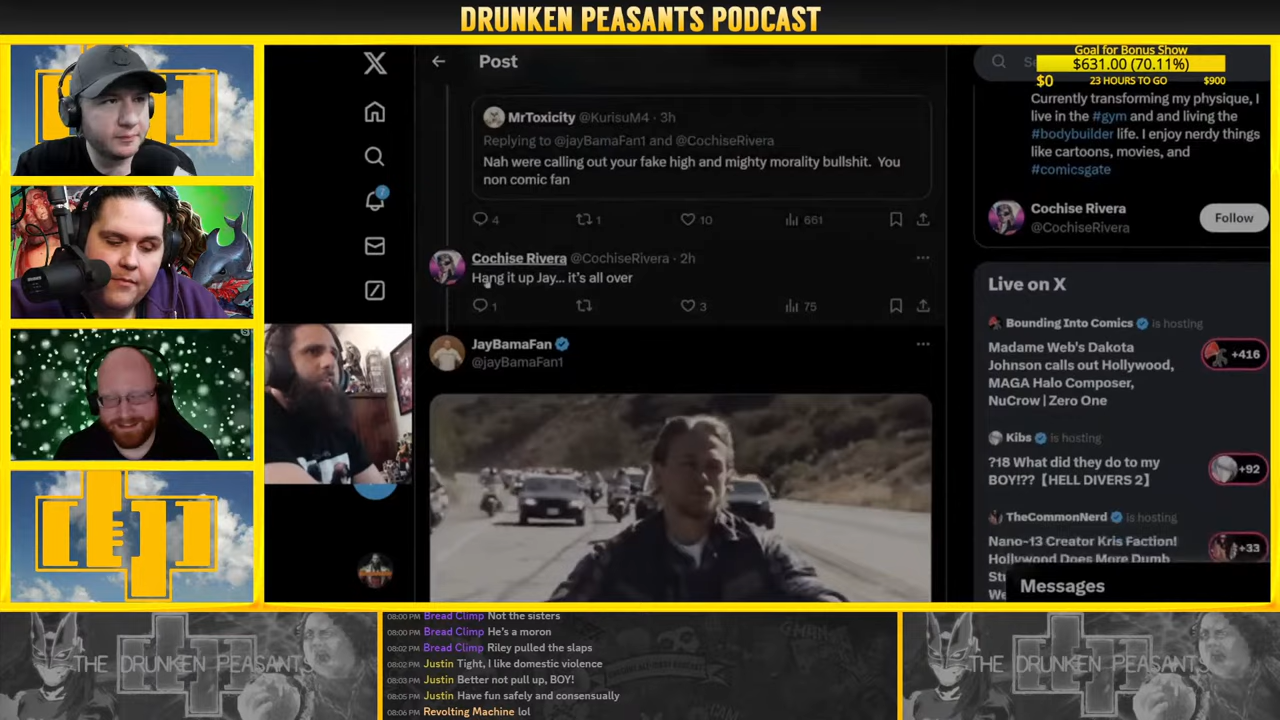 DRUNKEN PEASANTS PODCAST
Post
MrToxicity @KurisuM4 · 3h
Replying to @jayBamaFan1 and @CochiseRivera
Nah were calling out your fake high and mighty morality bullshit. You
non comic fan
4
1
10
661
Cochise Rivera @CochiseRivera · 2h
Hang it up Jay... it's all over
1
3
75
JayBamaFan
@jayBamaFan1
7
Goal for Bonus Show
$631.00 (70.11%)
$0
23 HOURS TO GO
$900
Currently transforming my physique, I
live in the #gym and and living the
#bodybuilder life. I enjoy nerdy things
like cartoons, movies, and
#comicsgate
Cochise Rivera
@CochiseRivera
Follow
Live on X
Bounding Into Comics is hosting
Madame Web's Dakota
Johnson calls out Hollywood,
MAGA Halo Composer,
NuCrow | Zero One
+416
Kibs is hosting
?18 What did they do to my
BOY!?? 【HELL DIVERS 2】
+92
TheCommonNerd is hosting
Nano-13 Creator Kris Faction!
Hollywood Does More Dumb
+33
Messages
08:00 PM Bread Climp Not the sisters
08:00 PM Bread Climp He's a moron
08:02 PM Bread Climp Riley pulled the slaps
08:02 PM Justin Tight, I like domestic violence
08:03 PM Justin Better not pull up, BOY!
08:05 PM Justin Have fun safely and consensually
08:06 PM Revolting Machine lol
THE DRUNKEN PEASANTS
THE DRUNKEN PEASANTS